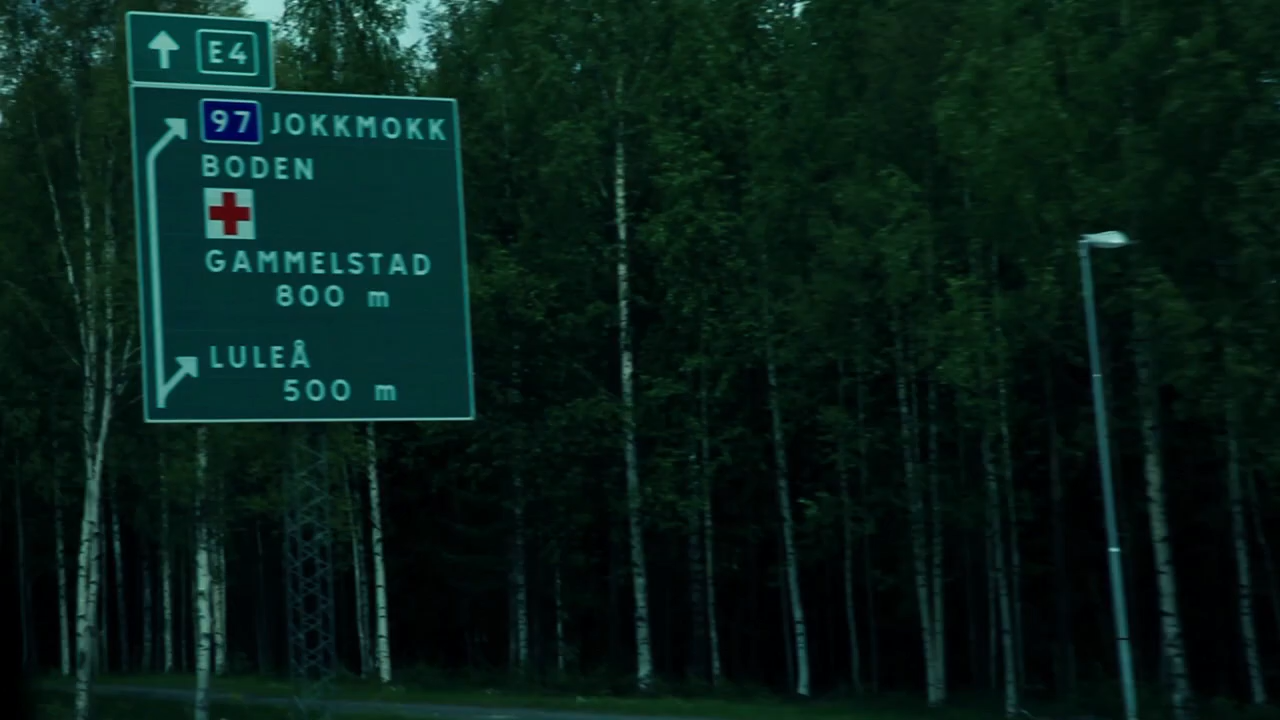 E4
97 JOKKMOKK
BODEN
GAMMELSTAD
800 m
LULEÅ
500 m